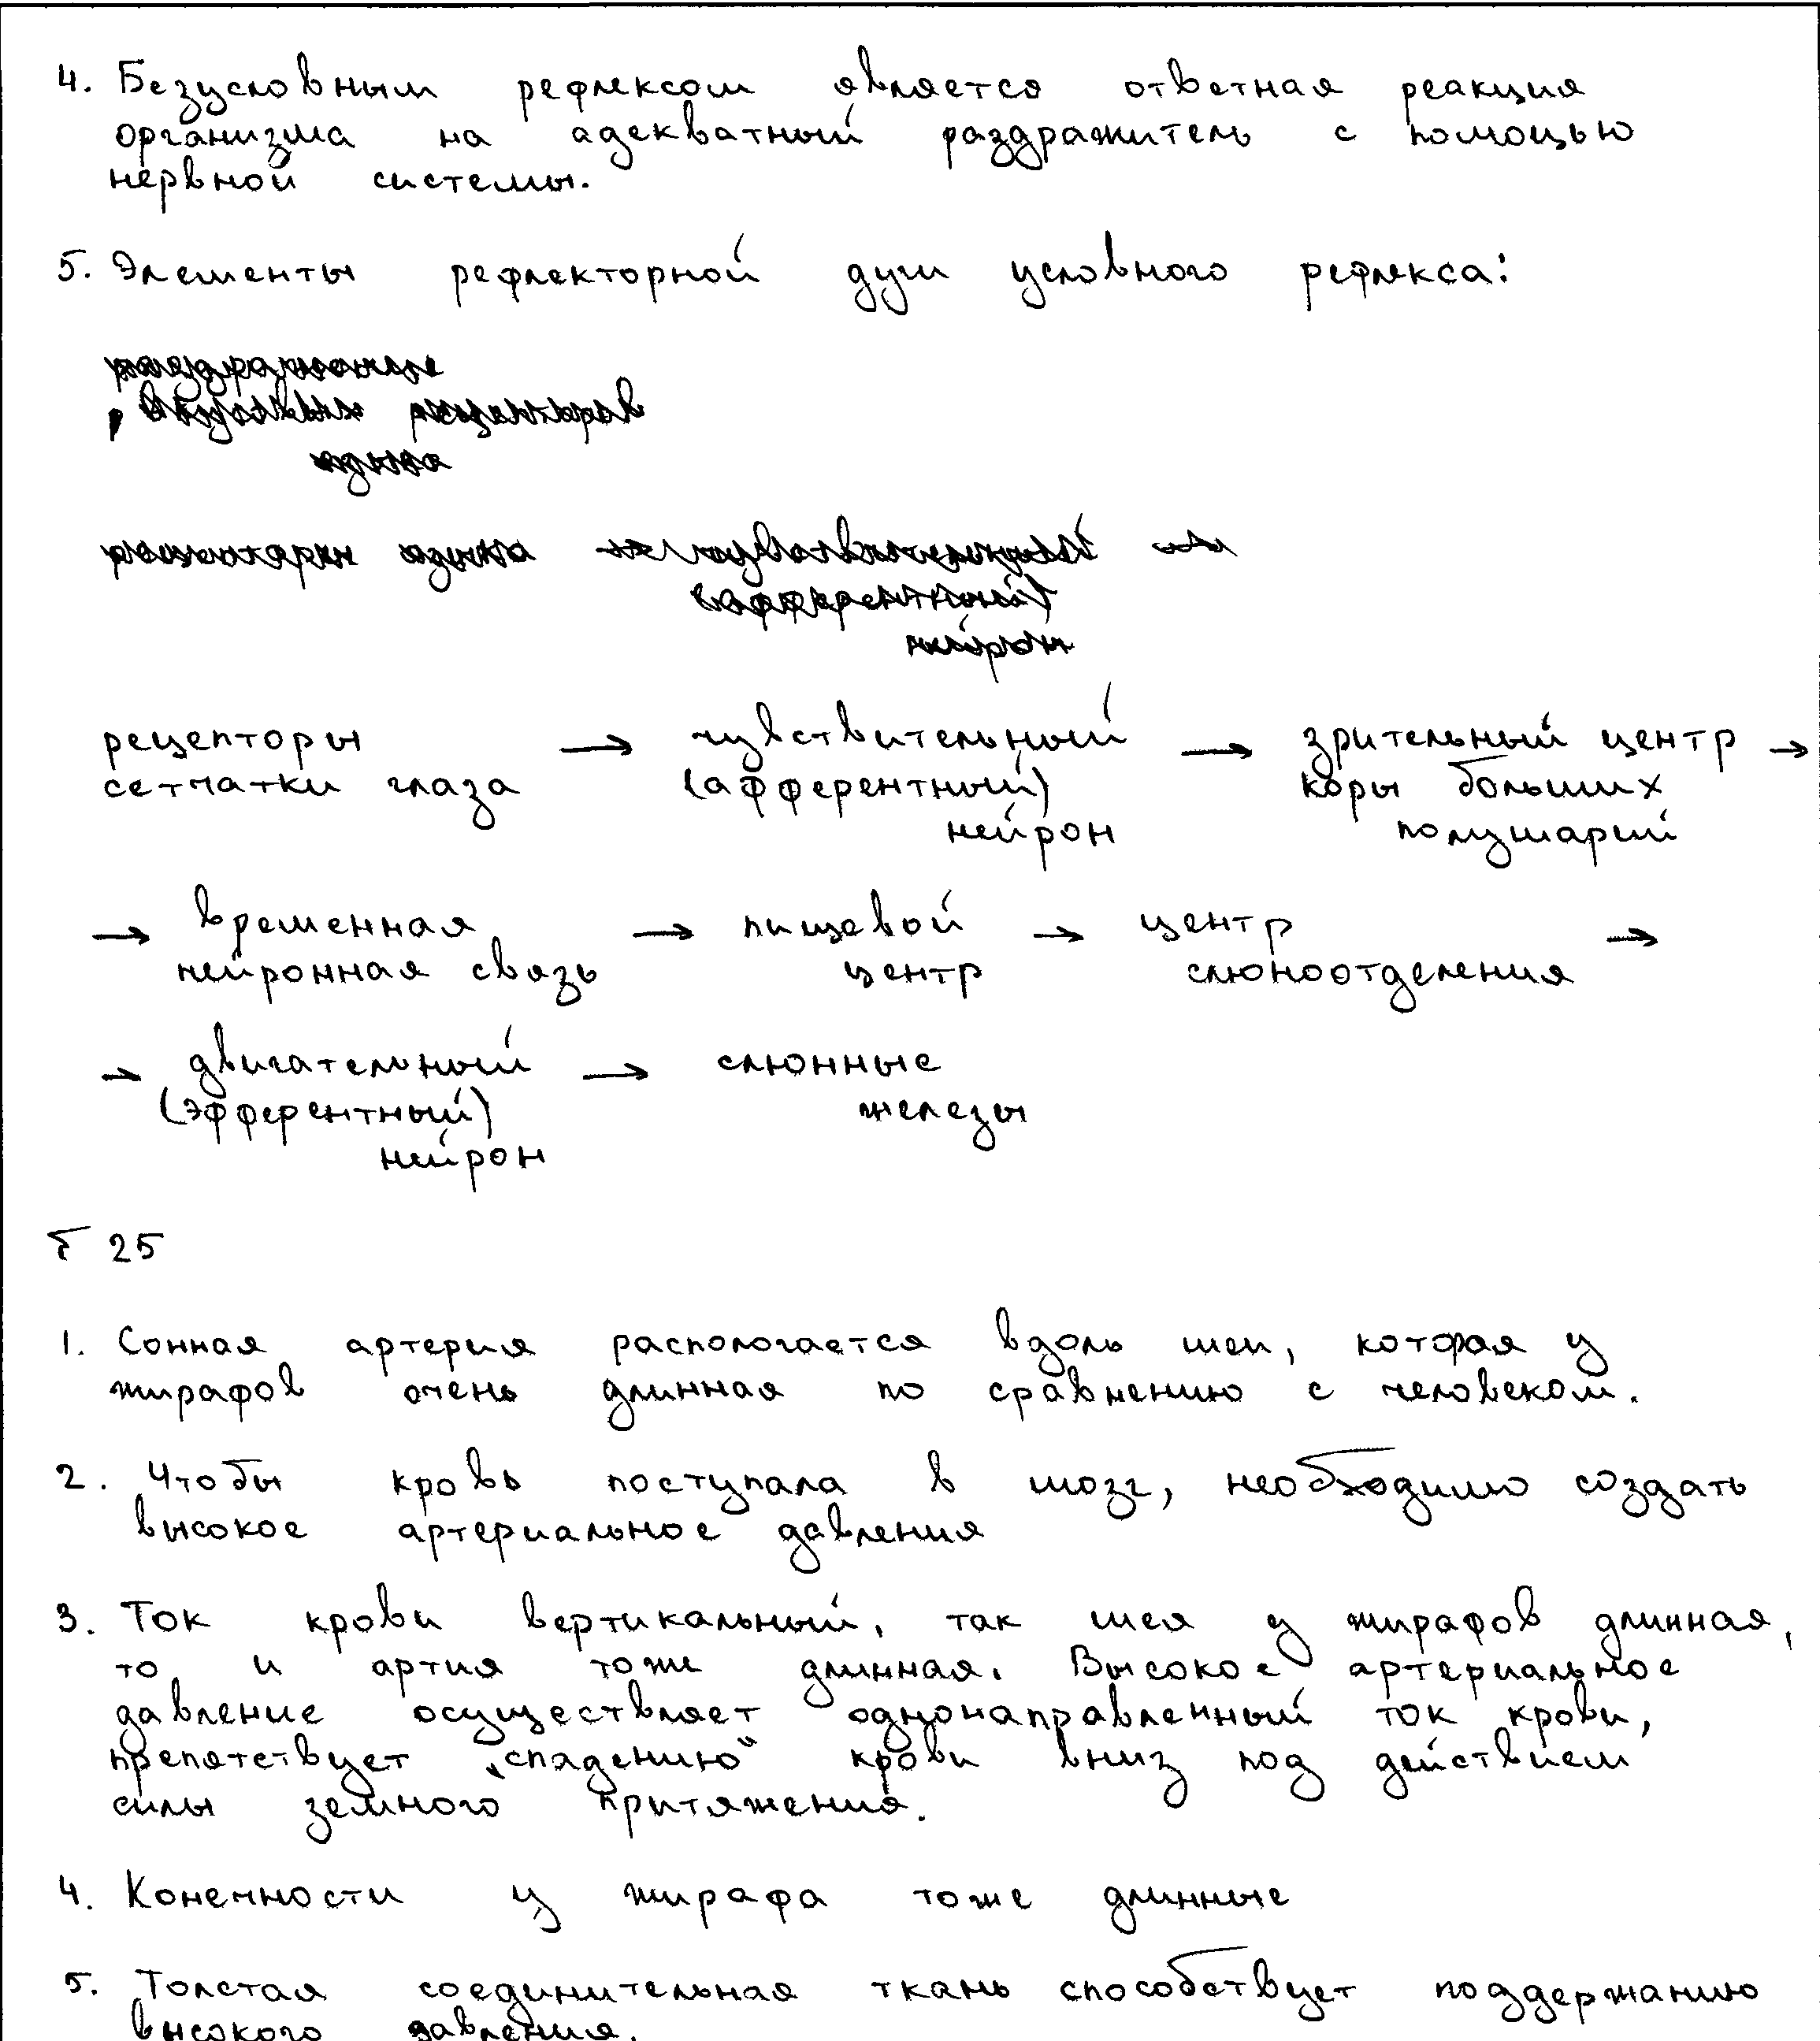 4. Безусловным рефлексом является ответная реакция
организма на адекватный раздражитель с помощью
нервной системы.
5. Элементы рефлекторной дуги условного рефлекса:
рецепторы → чувствительный → зрительный центр →
сетчатки глаза (афферентный) коры больших
нейрон полушарий
→ временная → пищевой → центр →
нейронная связь центр слюноотделения
→ двигательный → слюнные
(эфферентный) железы
нейрон
25
1. Сонная артерия распологается вдоль шеи, которая у
жирафов очень длинная по сравнению с человеком.
2. Чтобы кровь поступала в мозг, необходимо создать
высокое артериальное давления
3. Ток крови вертикальный, так шея у жирафов длинная,
то и артия тоже длинная. Высокое артериальное
давление осуществляет однонаправленный ток крови,
препятствует „спадению“ крови вниз под действием
силы земного притяжения.
4. Конечности у жирафа тоже длинные
5. Толстая соединительная ткань способствует поддержанию
высокого давления.